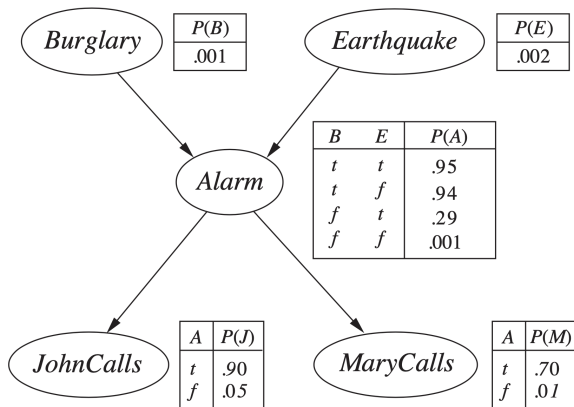 Burglary
P(B)
.001
Earthquake
P(E)
.002
Alarm
B E P(A)
t t .95
t f .94
f t .29
f f .001
JohnCalls
A P(J)
t .90
f .05
MaryCalls
A P(M)
t .70
f .01